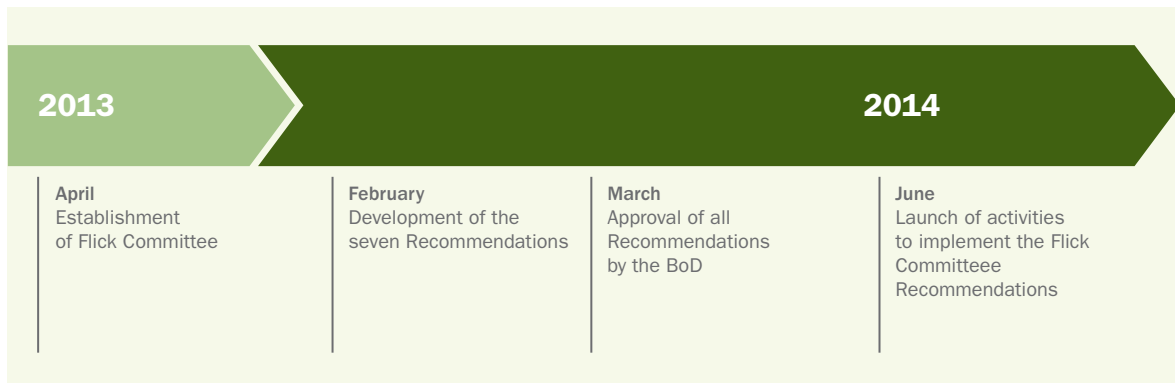 2013
2014
April
Establishment
of Flick Committee
February
Development of the
seven Recommendations
March
Approval of all
Recommendations
by the BoD
June
Launch of activities
to implement the Flick
Committeee
Recommendations